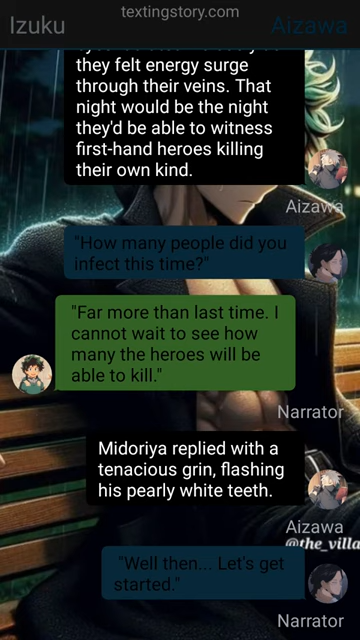 textingstory.com
Izuku
Aizawa
they felt energy surge
through their veins. That
night would be the night
they'd be able to witness
first-hand heroes killing
their own kind.
Aizawa
"How many people did you
infect this time?"
"Far more than last time. I
cannot wait to see how
many the heroes will be
able to kill."
Narrator
Midoriya replied with a
tenacious grin, flashing
his pearly white teeth.
Aizawa
@the_villa
"Well then... Let's get
started."
Narrator